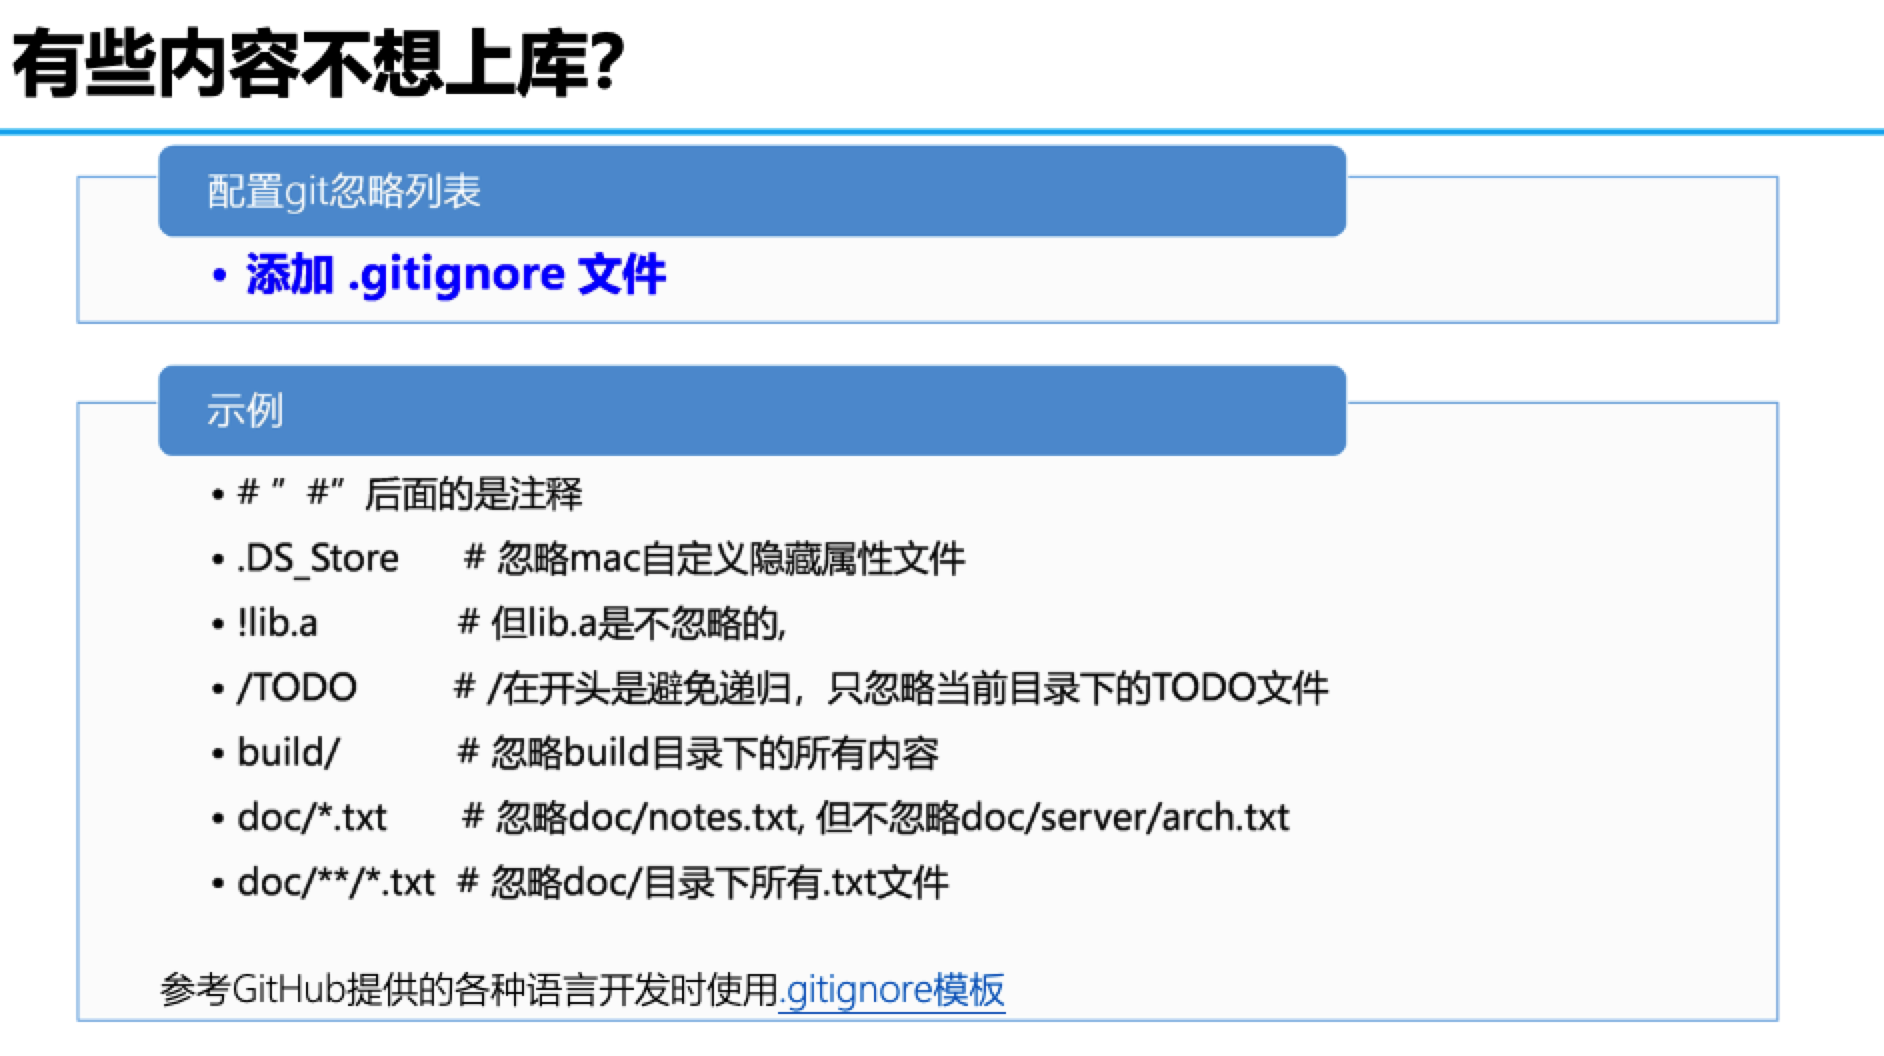 有些内容不想上库？
配置git忽略列表
• 添加 .gitignore 文件
示例
• # ” #” 后面的是注释
• .DS_Store # 忽略mac自定义隐藏属性文件
• !lib.a # 但lib.a是不忽略的,
• /TODO # /在开头是避免递归，只忽略当前目录下的TODO文件
• build/ # 忽略build目录下的所有内容
• doc/*.txt # 忽略doc/notes.txt, 但不忽略doc/server/arch.txt
• doc/**/*.txt # 忽略doc/目录下所有.txt文件
参考GitHub提供的各种语言开发时使用.gitignore模板